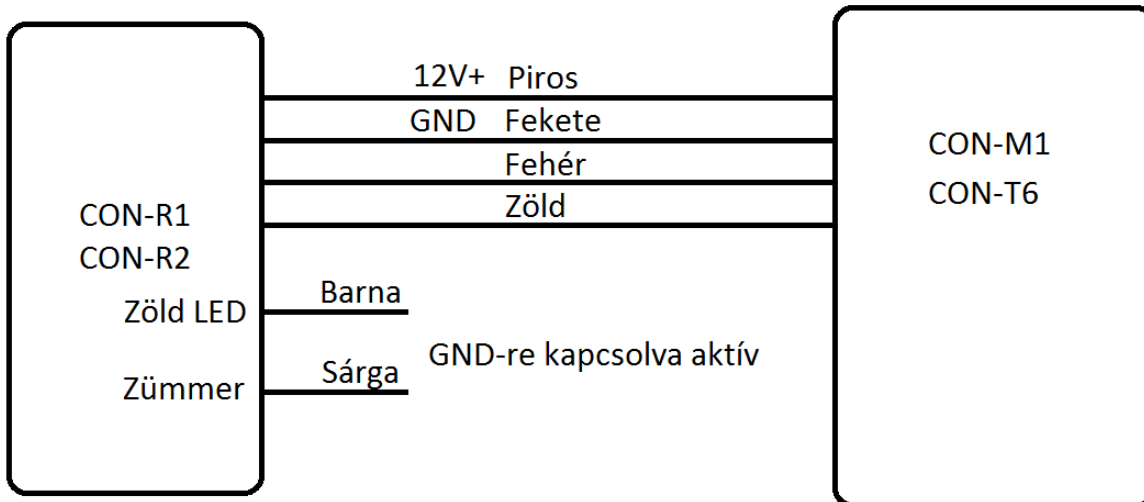 12V+ Piros
GND Fekete
Fehér
Zöld
CON-R1
CON-R2
Zöld LED
Barna
GND-re kapcsolva aktív
Zümmer
Sárga
CON-M1
CON-T6